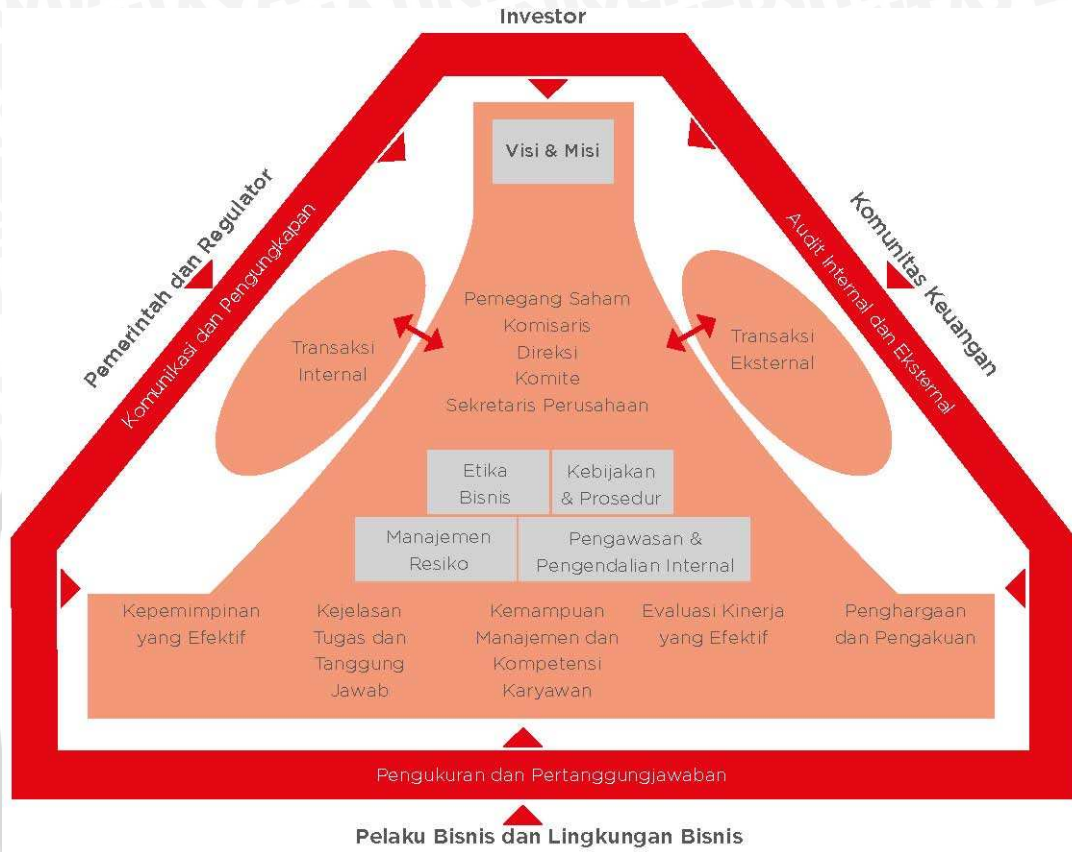 Investor
Visi & Misi
Pemerintah dan Regulator
Komunikasi dan Pengungkapan
Audit Internal dan Eksternal
Komunitas Keuangan
Transaksi
Internal
Pemegang Saham
Komisaris
Direksi
Komite
Sekretaris Perusahaan
Transaksi
Eksternal
Etika
Bisnis
Kebijakan
& Prosedur
Manajemen
Resiko
Pengawasan &
Pengendalian Internal
Kepemimpinan
yang Efektif
Kejelasan
Tugas dan
Tanggung
Jawab
Kemampuan
Manajemen dan
Kompetensi
Karyawan
Evaluasi Kinerja
yang Efektif
Penghargaan
dan Pengakuan
Pengukuran dan Pertanggungjawaban
Pelaku Bisnis dan Lingkungan Bisnis